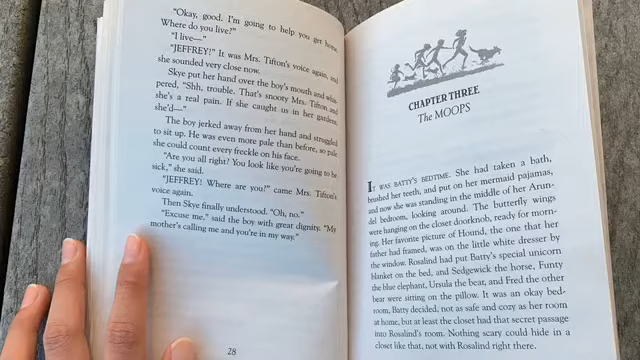 "Okay, good. I'm going to help you get home.
Where do you live?"
"I live—"
"JEFFREY!" It was Mrs. Tifton's voice again, and
she sounded very close now.
Skye put her hand over the boy's mouth and whis-
pered, "Shh, trouble. That's snooty Mrs. Tifton and
she's a real pain. If she caught us in her gardens,
she'd—"
The boy jerked away from her hand and struggled
to sit up. He was even more pale than before, so pale
she could count every freckle on his face.
"Are you all right? You look like you're going to be
sick," she said.
"JEFFREY! Where are you?" came Mrs. Tifton's
voice again.
Then Skye finally understood. "Oh, no."
"Excuse me," said the boy with great dignity. "My
mother's calling me and you're in my way."
28
CHAPTER THREE
The MOOPS
IT WAS BATTY'S BEDTIME. She had taken a bath,
brushed her teeth, and put on her mermaid pajamas,
and now she was standing in the middle of her Arun-
del bedroom, looking around. The butterfly wings
were hanging on the closet doorknob, ready for morn-
ing. Her favorite picture of Hound, the one that her
father had framed, was on the little white dresser by
the window. Rosalind had put Batty's special unicorn
blanket on the bed, and Sedgewick the horse, Funty
the blue elephant, Ursula the bear, and Fred the other
bear were sitting on the pillow. It was an okay bed-
room, Batty decided, not as safe and cozy as her room
at home, but at least the closet had that secret passage
into Rosalind's room. Nothing scary could hide in a
closet like that, not with Rosalind right there.